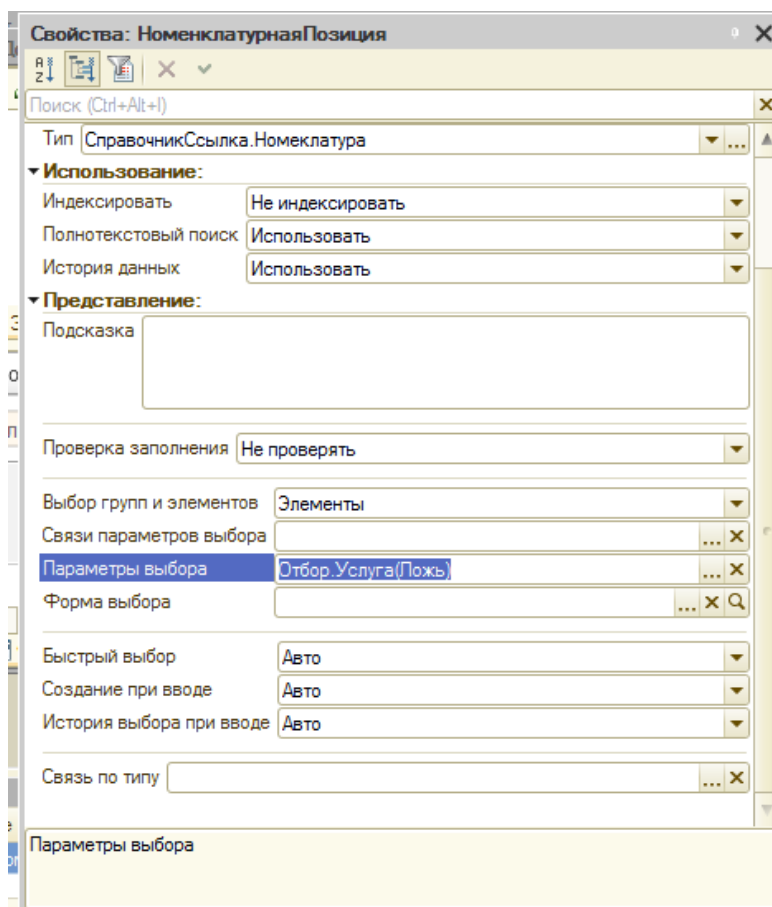 Свойства: НоменклатурнаяПозиция
Поиск (Ctrl+Alt+I)
Тип СправочникСсылка.Номеклатура
Использование:
Индексировать Не индексировать
Полнотекстовый поиск Использовать
История данных Использовать
Представление:
Подсказка
Проверка заполнения Не проверять
Выбор групп и элементов Элементы
Связи параметров выбора
Параметры выбора Отбор.Услуга(Ложь)
Форма выбора
Быстрый выбор Авто
Создание при вводе Авто
История выбора при вводе Авто
Связь по типу
Параметры выбора